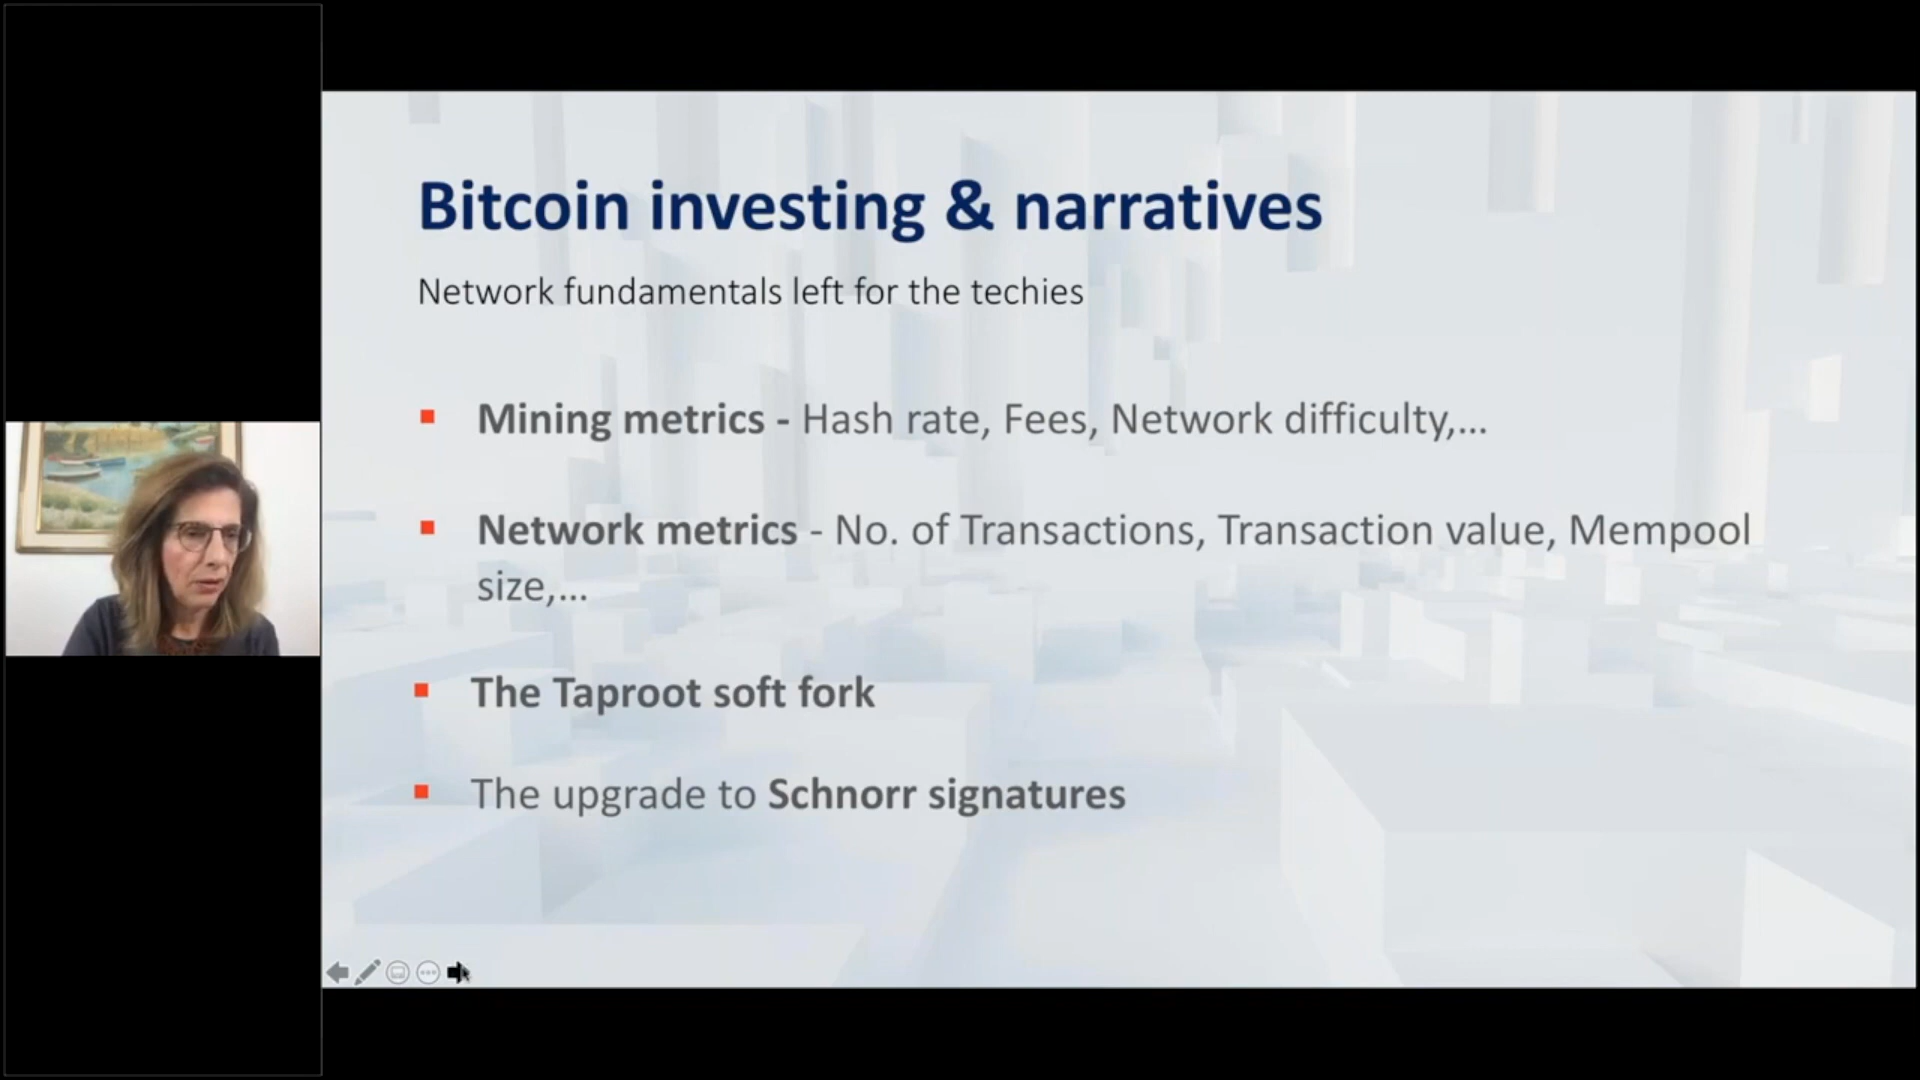 Bitcoin investing & narratives
Network fundamentals left for the techies
Mining metrics - Hash rate, Fees, Network difficulty,...
Network metrics - No. of Transactions, Transaction value, Mempool
size,...
The Taproot soft fork
The upgrade to Schnorr signatures